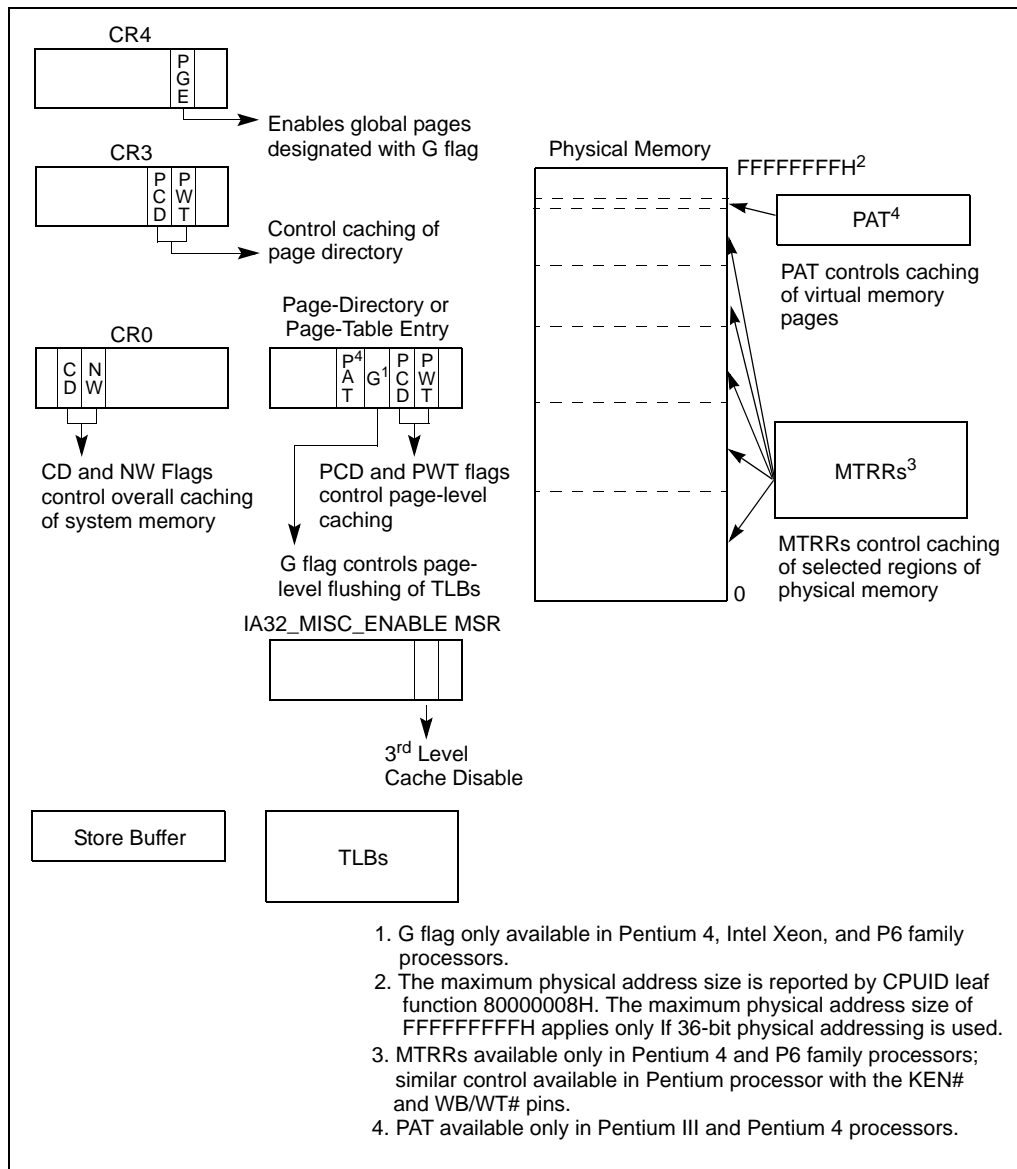 CR4
PGE
Enables global pages
designated with G flag
CR3
PCD PWT
Control caching of
page directory
Physical Memory
FFFFFFFFH2
PAT4
PAT controls caching
of virtual memory
pages
CR0
CD NW
CD and NW Flags
control overall caching
of system memory
Page-Directory or
Page-Table Entry
PAT4 G1 PCD PWT
PCD and PWT flags
control page-level
caching
G flag controls page-
level flushing of TLBs
MTRRs3
MTRRs control caching
of selected regions of
physical memory
0
IA32_MISC_ENABLE MSR
3rd Level
Cache Disable
Store Buffer
TLBs
1. G flag only available in Pentium 4, Intel Xeon, and P6 family
processors.
2. The maximum physical address size is reported by CPUID leaf
function 80000008H. The maximum physical address size of
FFFFFFFFFH applies only If 36-bit physical addressing is used.
3. MTRRs available only in Pentium 4 and P6 family processors;
similar control available in Pentium processor with the KEN#
and WB/WT# pins.
4. PAT available only in Pentium III and Pentium 4 processors.